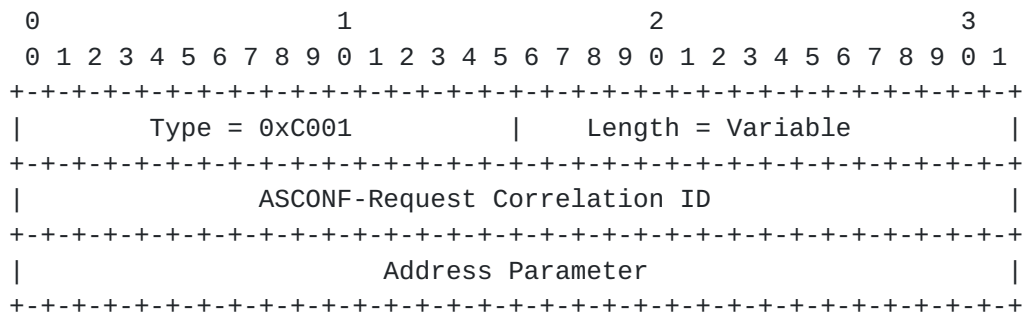 0                   1                   2                   3
 0 1 2 3 4 5 6 7 8 9 0 1 2 3 4 5 6 7 8 9 0 1 2 3 4 5 6 7 8 9 0 1
+-+-+-+-+-+-+-+-+-+-+-+-+-+-+-+-+-+-+-+-+-+-+-+-+-+-+-+-+-+-+-+-+
|        Type = 0xC001          |    Length = Variable          |
+-+-+-+-+-+-+-+-+-+-+-+-+-+-+-+-+-+-+-+-+-+-+-+-+-+-+-+-+-+-+-+-+
|               ASCONF-Request Correlation ID                   |
+-+-+-+-+-+-+-+-+-+-+-+-+-+-+-+-+-+-+-+-+-+-+-+-+-+-+-+-+-+-+-+-+
|                       Address Parameter                       |
+-+-+-+-+-+-+-+-+-+-+-+-+-+-+-+-+-+-+-+-+-+-+-+-+-+-+-+-+-+-+-+-+